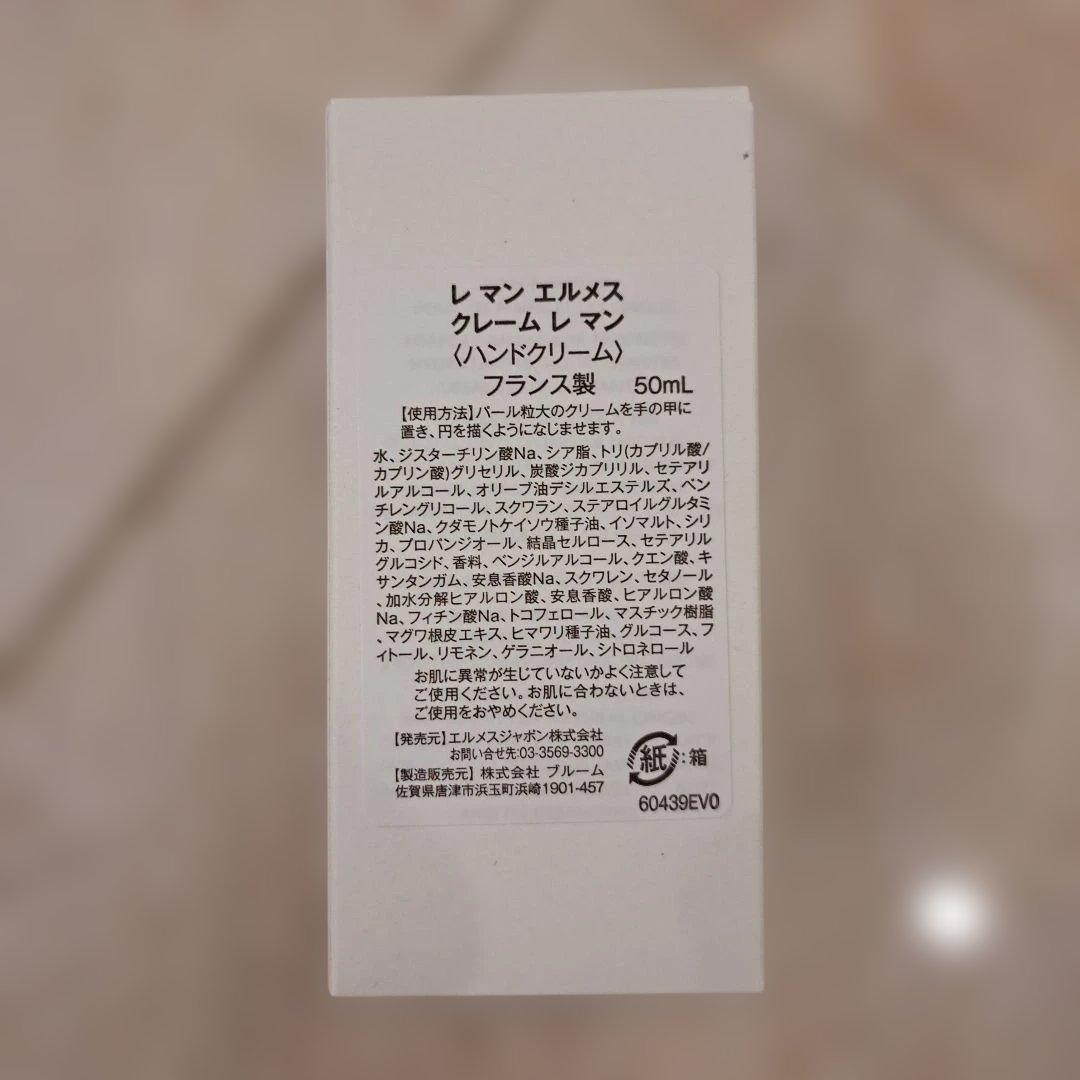 レ マン エルメス
クレーム レ マン
〈ハンドクリーム〉
フランス製 50mL
【使用方法】パール粒大のクリームを手の甲に
置き、円を描くようになじませます。
水、ジスターチリン酸Na、シア脂、トリ(カプリル酸/
カプリン酸)グリセリル、炭酸ジカプリリル、セテアリ
ルアルコール、オリーブ油デシルエステルズ、ペン
チレングリコール、スクワラン、ステアロイルグルタミ
ン酸Na、クダモノトケイソウ種子油、イソマルト、シリ
カ、プロパンジオール、結晶セルロース、セテアリル
グルコシド、香料、ベンジルアルコール、クエン酸、キ
サンタンガム、安息香酸Na、スクワレン、セタノール
、加水分解ヒアルロン酸、安息香酸、ヒアルロン酸
Na、フィチン酸Na、トコフェロール、マスチック樹脂
、マグワ根皮エキス、ヒマワリ種子油、グルコース、フ
ィトール、リモネン、ゲラニオール、シトロネロール
お肌に異常が生じていないかよく注意して
ご使用ください。お肌に合わないときは、
ご使用をおやめください。
【発売元】エルメスジャポン株式会社
お問い合せ先:03-3569-3300
【製造販売元】株式会社 ブルーム
佐賀県唐津市浜玉町浜崎1901-457
紙:箱
60439EV0